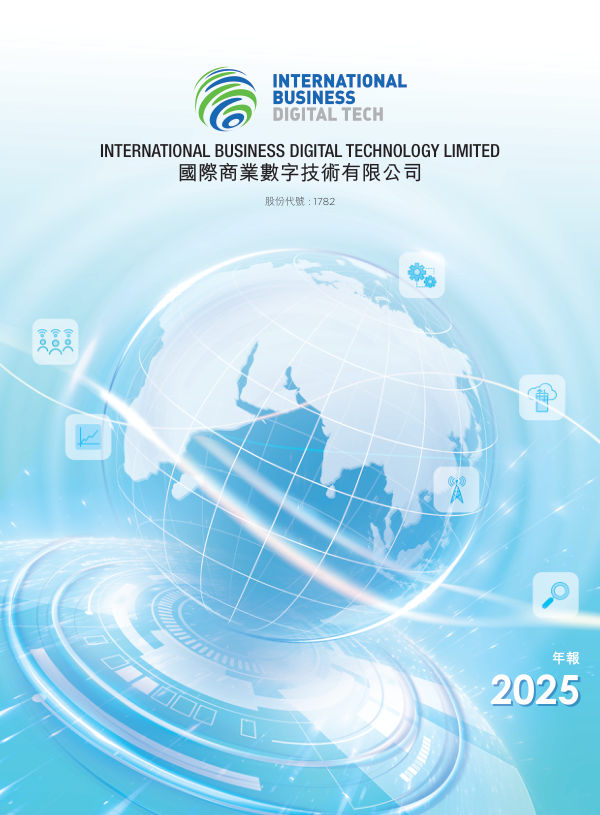 INTERNATIONAL
BUSINESS
DIGITAL TECH
INTERNATIONAL BUSINESS DIGITAL TECHNOLOGY LIMITED
國際商業數字技術有限公司
股份代號 : 1782
年報
2025